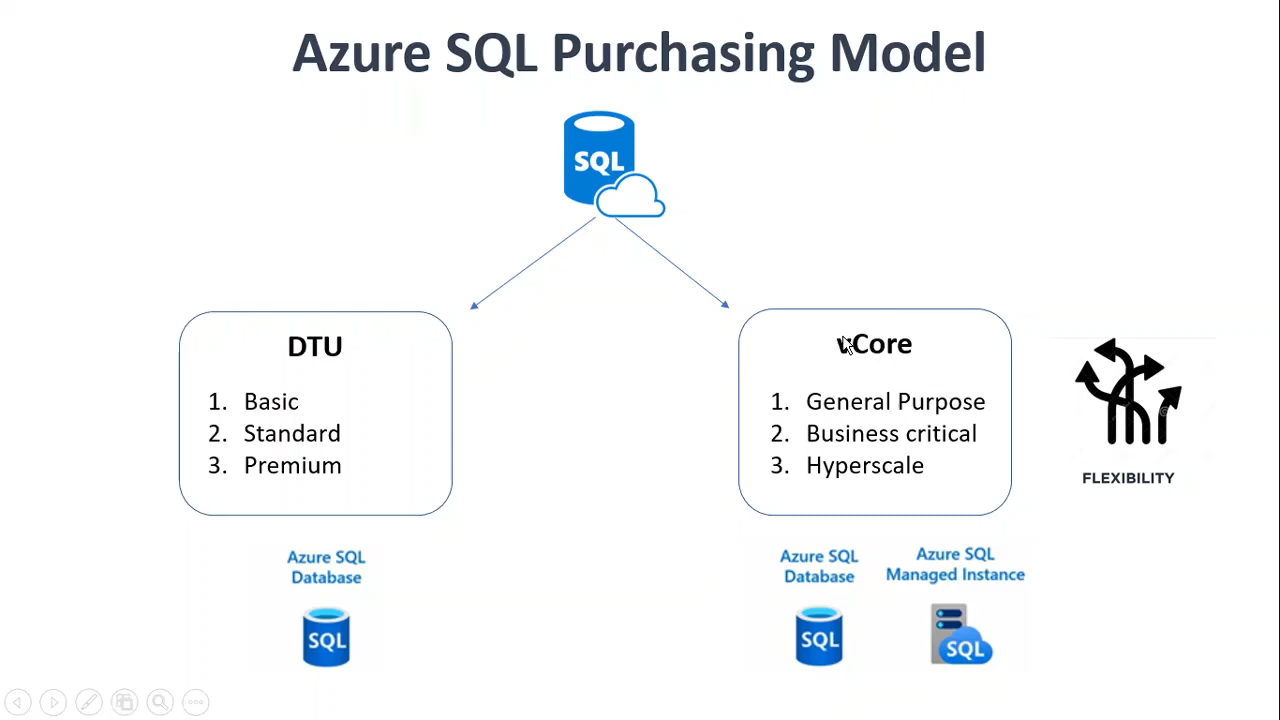 Azure SQL Purchasing Model
SQL
DTU
1. Basic
2. Standard
3. Premium
vCore
1. General Purpose
2. Business critical
3. Hyperscale
FLEXIBILITY
Azure SQL
Database
SQL
Azure SQL
Database
SQL
Azure SQL
Managed Instance
SQL